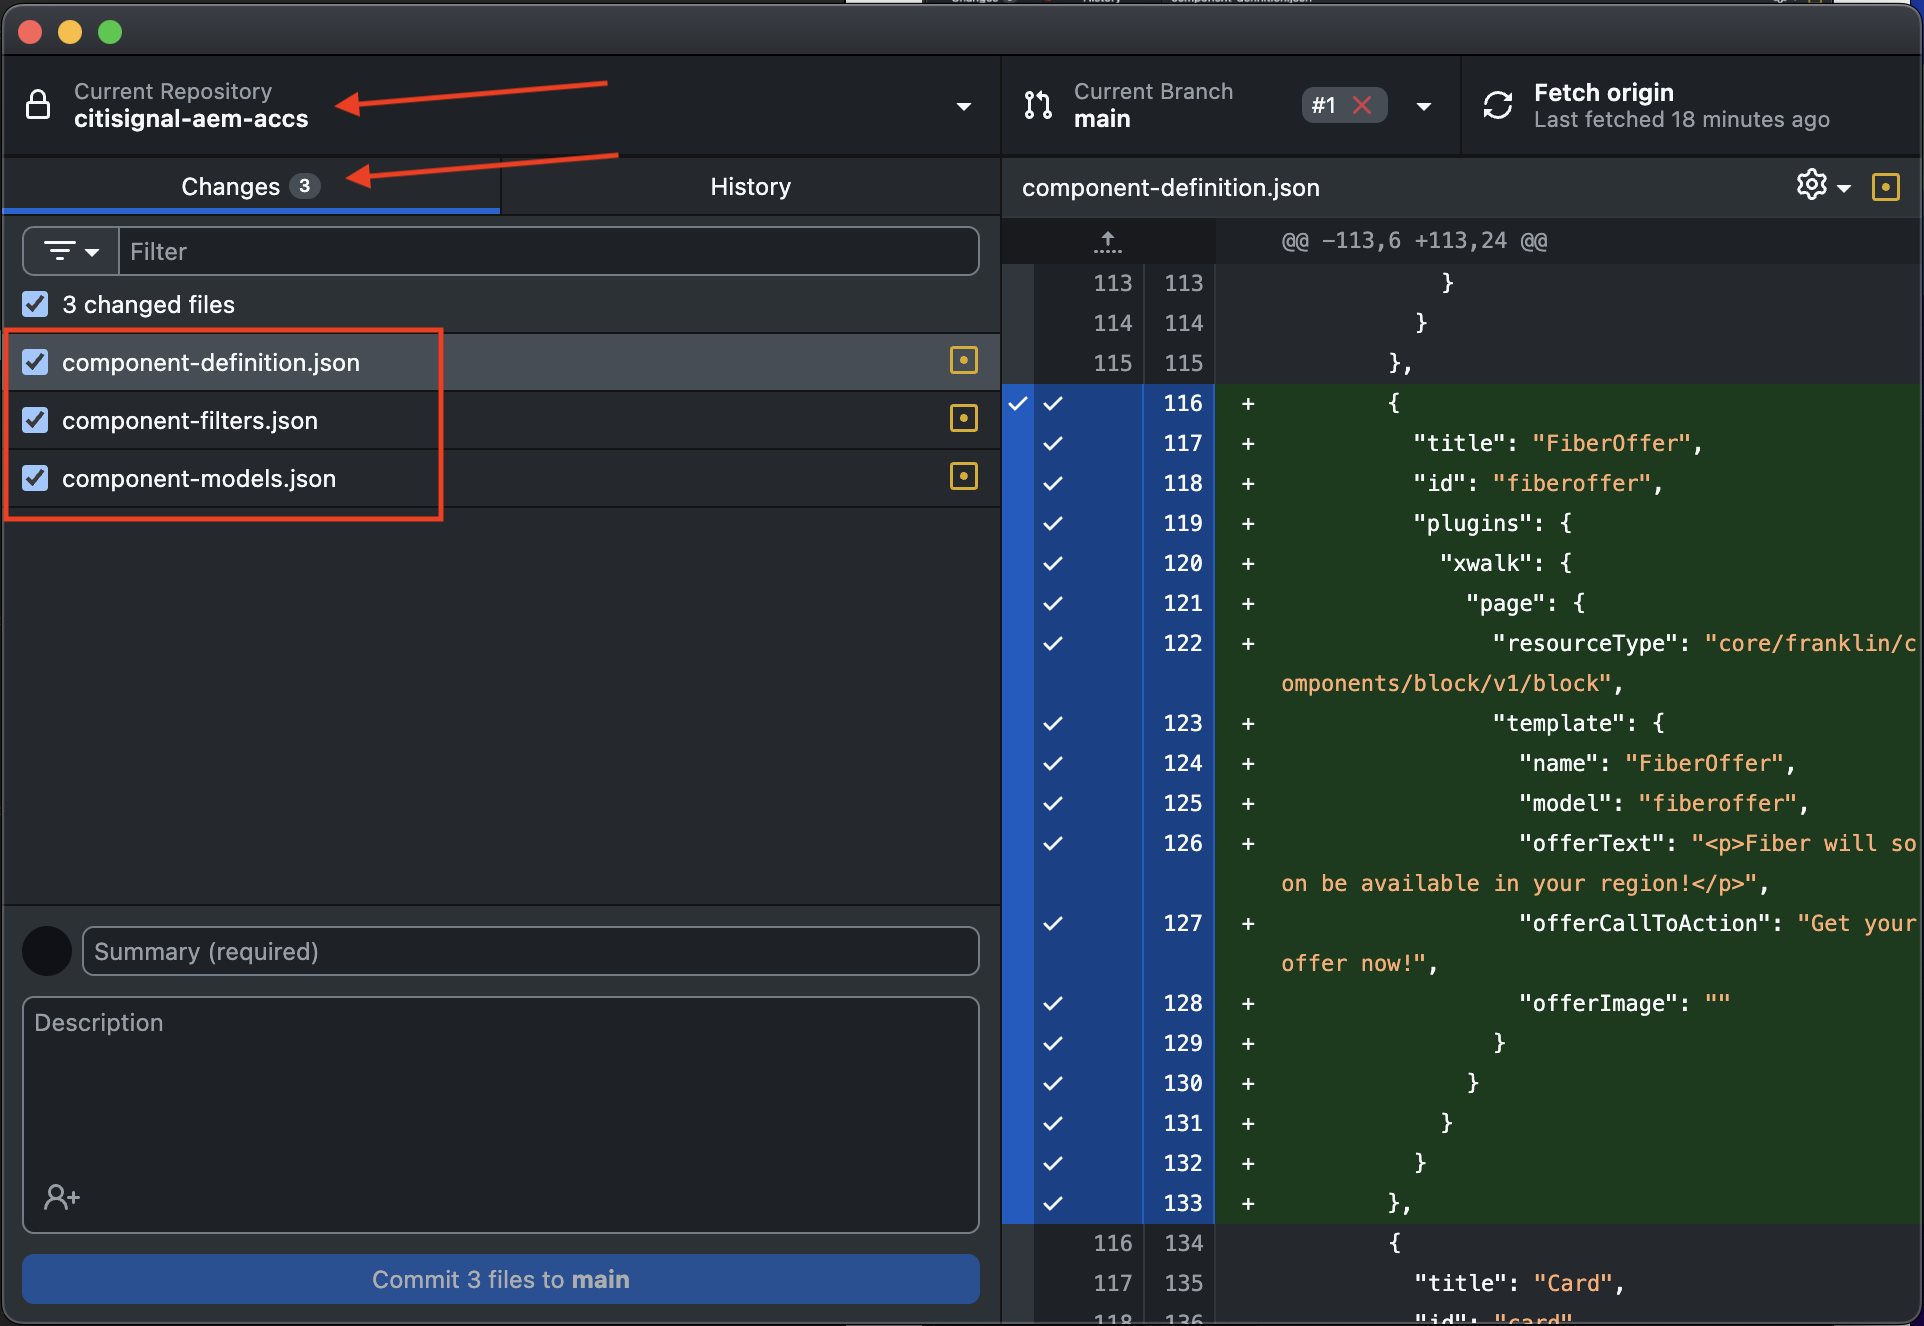 Current Repository
citisignal-aem-accs
Current Branch
main
#1
Fetch origin
Last fetched 18 minutes ago
Changes 3
History
component-definition.json
Filter
3 changed files
component-definition.json
component-filters.json
component-models.json
Summary (required)
Description
Commit 3 files to main
@@ -113,6 +113,24 @@
113 113 }
114 114 }
115 115 },
116 + {
117 + "title": "FiberOffer",
118 + "id": "fiberoffer",
119 + "plugins": {
120 + "xwalk": {
121 + "page": {
122 + "resourceType": "core/franklin/c
omponents/block/v1/block",
123 + "template": {
124 + "name": "FiberOffer",
125 + "model": "fiberoffer",
126 + "offerText": "<p>Fiber will so
on be available in your region!</p>",
127 + "offerCallToAction": "Get your
offer now!",
128 + "offerImage": ""
129 + }
130 + }
131 + }
132 + }
133 + },
116 134 {
117 135 "title": "Card",
118 136 "id": "card"